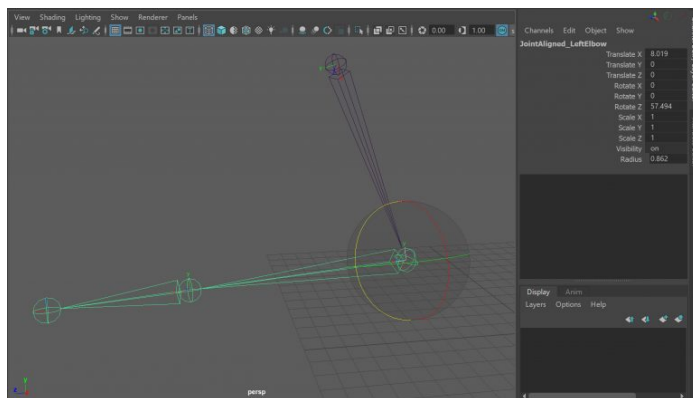 View Shading Lighting Show Renderer Panels
0.00 1.00
Channels Edit Object Show
JointAligned_LeftElbow
Translate X 8.019
Translate Y 0
Translate Z 0
Rotate X 0
Rotate Y 0
Rotate Z 57.494
Scale X 1
Scale Y 1
Scale Z 1
Visibility on
Radius 0.862
Display Anim
Layers Options Help
persp
y